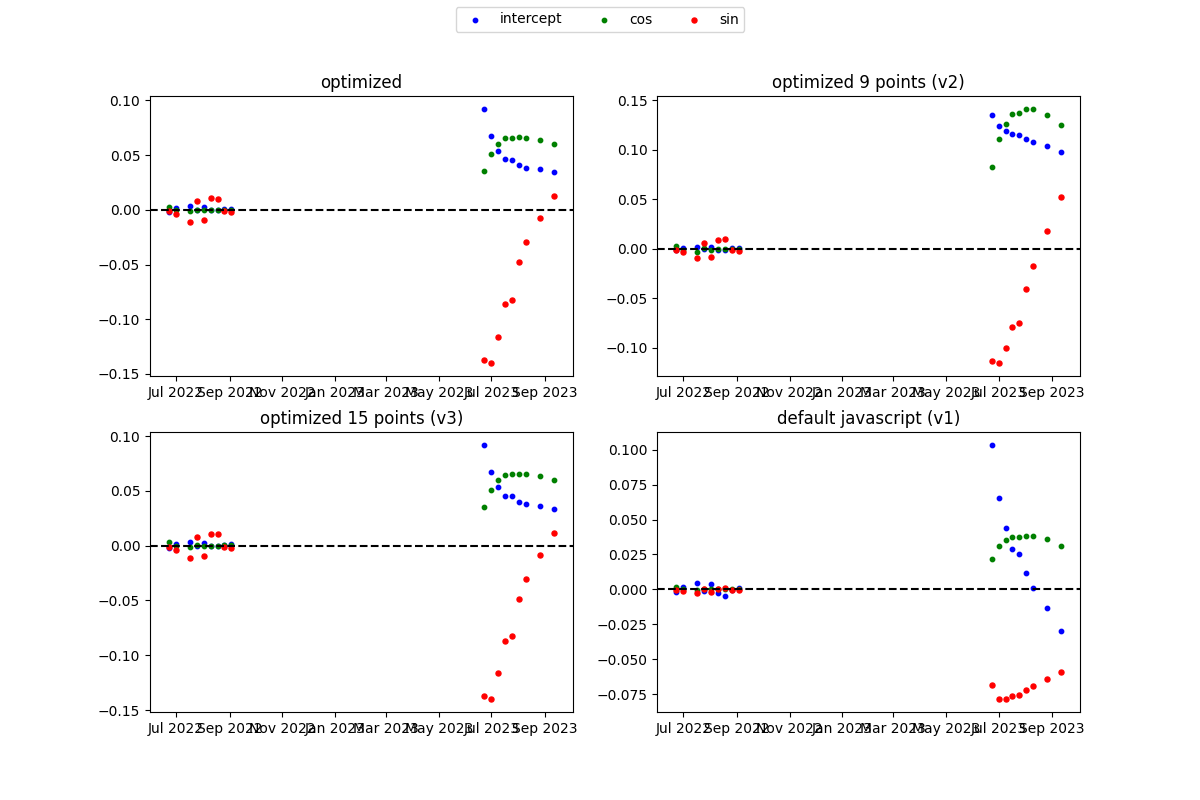 intercept cos sin
optimized
0.10
0.05
0.00
−0.05
−0.10
−0.15
Jul 2022 Sep 2022 Nov 2022 Jan 2023 Mar 2023 May 2023 Jul 2023 Sep 2023
optimized 9 points (v2)
0.15
0.10
0.05
0.00
−0.05
−0.10
Jul 2022 Sep 2022 Nov 2022 Jan 2023 Mar 2023 May 2023 Jul 2023 Sep 2023
optimized 15 points (v3)
0.10
0.05
0.00
−0.05
−0.10
−0.15
Jul 2022 Sep 2022 Nov 2022 Jan 2023 Mar 2023 May 2023 Jul 2023 Sep 2023
default javascript (v1)
0.100
0.075
0.050
0.025
0.000
−0.025
−0.050
−0.075
Jul 2022 Sep 2022 Nov 2022 Jan 2023 Mar 2023 May 2023 Jul 2023 Sep 2023